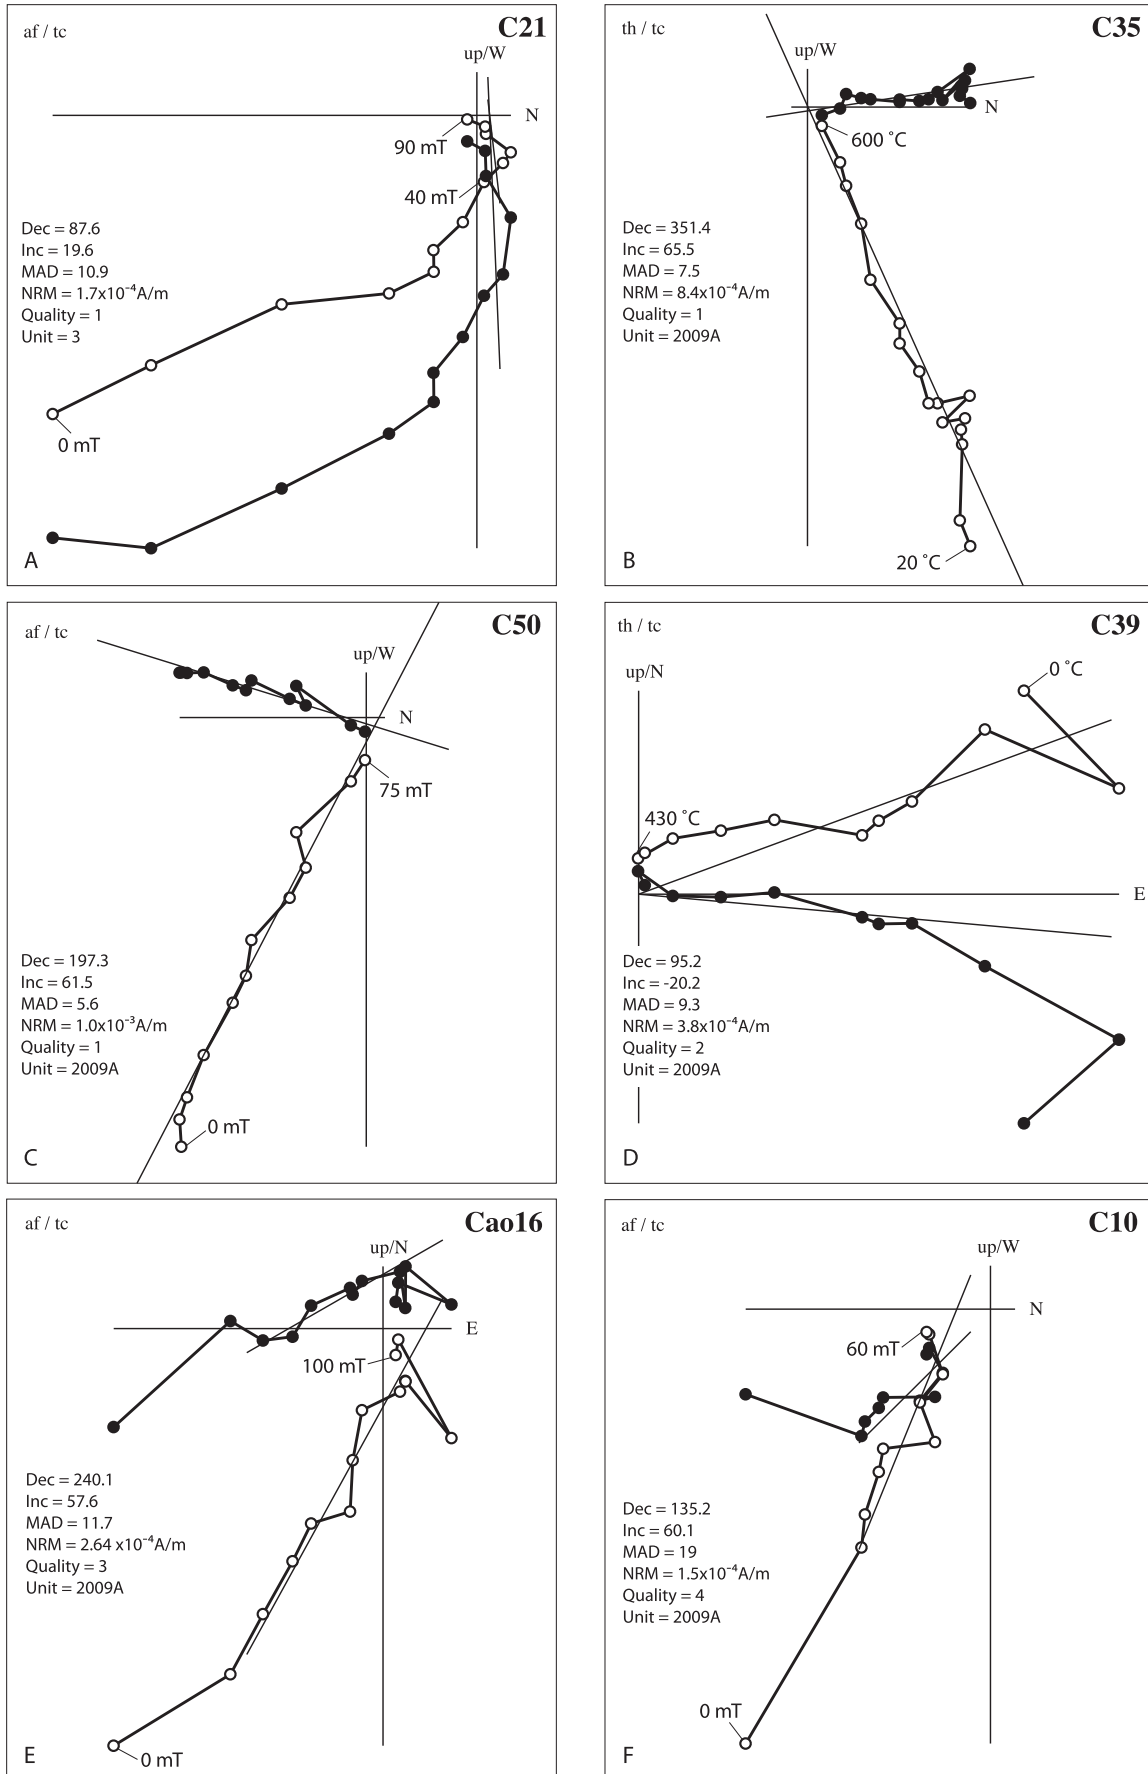 af / tc
C21
up/W
N
90 mT
40 mT
Dec = 87.6
Inc = 19.6
MAD = 10.9
NRM = 1.7x10⁻⁴A/m
Quality = 1
Unit = 3
0 mT
A
th / tc
C35
up/W
N
600 ˚C
Dec = 351.4
Inc = 65.5
MAD = 7.5
NRM = 8.4x10⁻⁴A/m
Quality = 1
Unit = 2009A
20 ˚C
B
af / tc
C50
up/W
N
75 mT
Dec = 197.3
Inc = 61.5
MAD = 5.6
NRM = 1.0x10⁻³A/m
Quality = 1
Unit = 2009A
0 mT
C
th / tc
C39
up/N
0 ˚C
430 ˚C
E
Dec = 95.2
Inc = -20.2
MAD = 9.3
NRM = 3.8x10⁻⁴A/m
Quality = 2
Unit = 2009A
D
af / tc
Cao16
up/N
E
100 mT
Dec = 240.1
Inc = 57.6
MAD = 11.7
NRM = 2.64 x10⁻⁴A/m
Quality = 3
Unit = 2009A
0 mT
E
af / tc
C10
up/W
N
60 mT
Dec = 135.2
Inc = 60.1
MAD = 19
NRM = 1.5x10⁻⁴A/m
Quality = 4
Unit = 2009A
0 mT
F